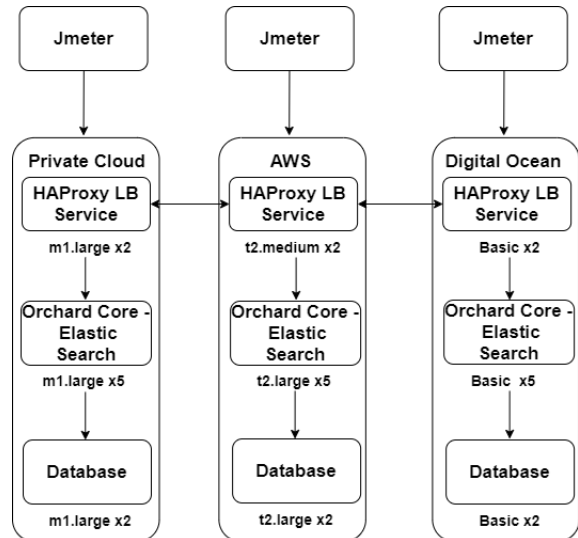 Jmeter
Jmeter
Jmeter
Private Cloud
HAProxy LB
Service
m1.large x2
Orchard Core -
Elastic
Search
m1.large x5
Database
m1.large x2
AWS
HAProxy LB
Service
t2.medium x2
Orchard Core -
Elastic
Search
t2.large x5
Database
t2.large x2
Digital Ocean
HAProxy LB
Service
Basic x2
Orchard Core -
Elastic
Search
Basic x5
Database
Basic x2